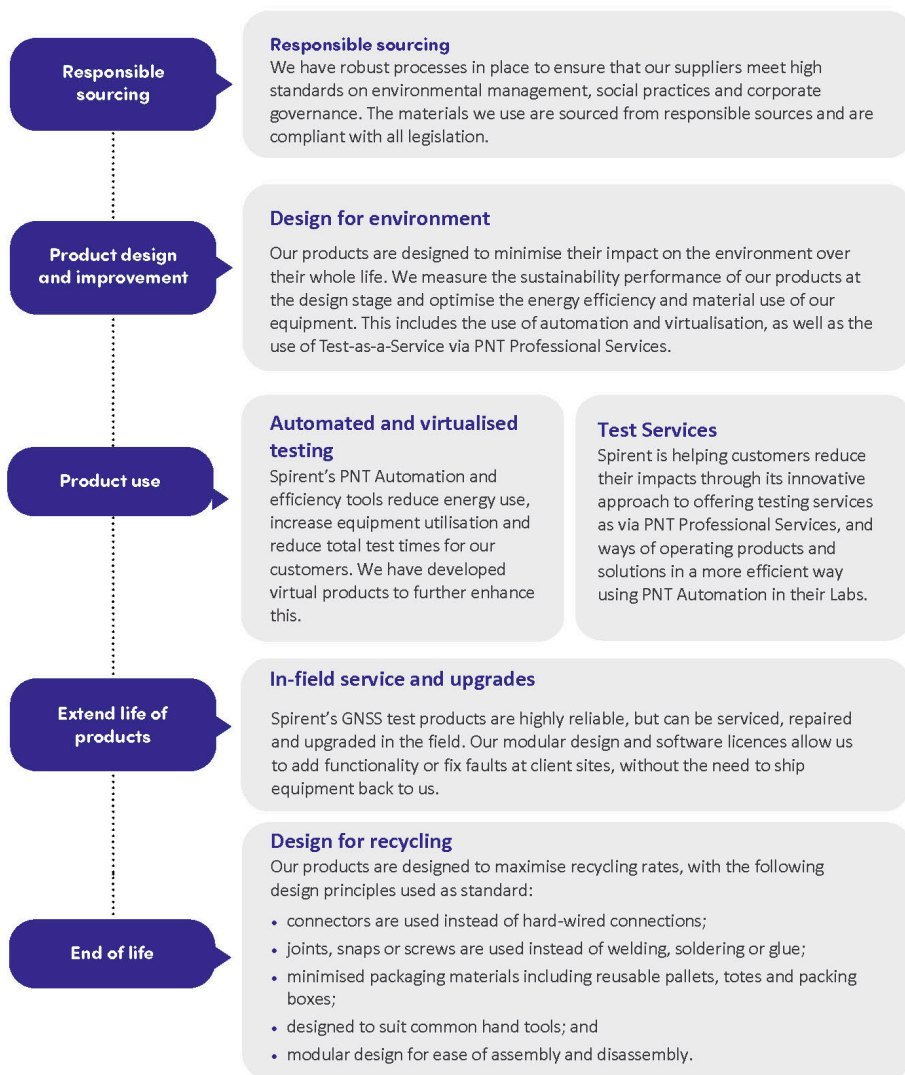 Responsible
sourcing
Responsible sourcing
We have robust processes in place to ensure that our suppliers meet high
standards on environmental management, social practices and corporate
governance. The materials we use are sourced from responsible sources and are
compliant with all legislation.
Product design
and improvement
Design for environment
Our products are designed to minimise their impact on the environment over
their whole life. We measure the sustainability performance of our products at
the design stage and optimise the energy efficiency and material use of our
equipment. This includes the use of automation and virtualisation, as well as the
use of Test-as-a-Service via PNT Professional Services.
Product use
Automated and virtualised
testing
Spirent’s PNT Automation and
efficiency tools reduce energy use,
increase equipment utilisation and
reduce total test times for our
customers. We have developed
virtual products to further enhance
this.
Test Services
Spirent is helping customers reduce
their impacts through its innovative
approach to offering testing services
as via PNT Professional Services, and
ways of operating products and
solutions in a more efficient way
using PNT Automation in their Labs.
Extend life of
products
In-field service and upgrades
Spirent’s GNSS test products are highly reliable, but can be serviced, repaired
and upgraded in the field. Our modular design and software licences allow us
to add functionality or fix faults at client sites, without the need to ship
equipment back to us.
End of life
Design for recycling
Our products are designed to maximise recycling rates, with the following
design principles used as standard:
• connectors are used instead of hard-wired connections;
• joints, snaps or screws are used instead of welding, soldering or glue;
• minimised packaging materials including reusable pallets, totes and packing
boxes;
• designed to suit common hand tools; and
• modular design for ease of assembly and disassembly.